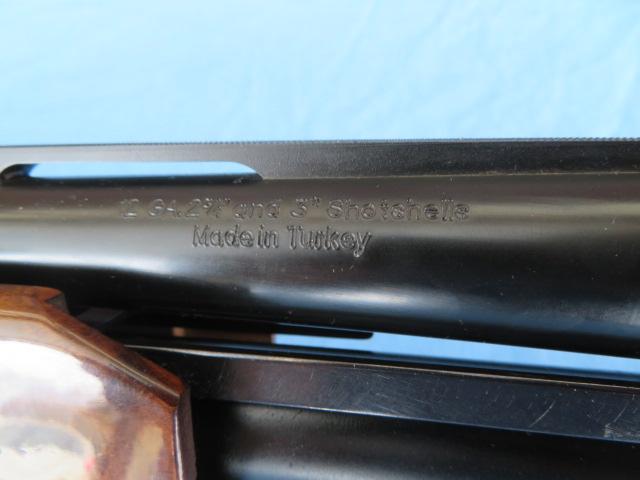 12 GA. 2¾" and 3" Shotshells
Made in Turkey